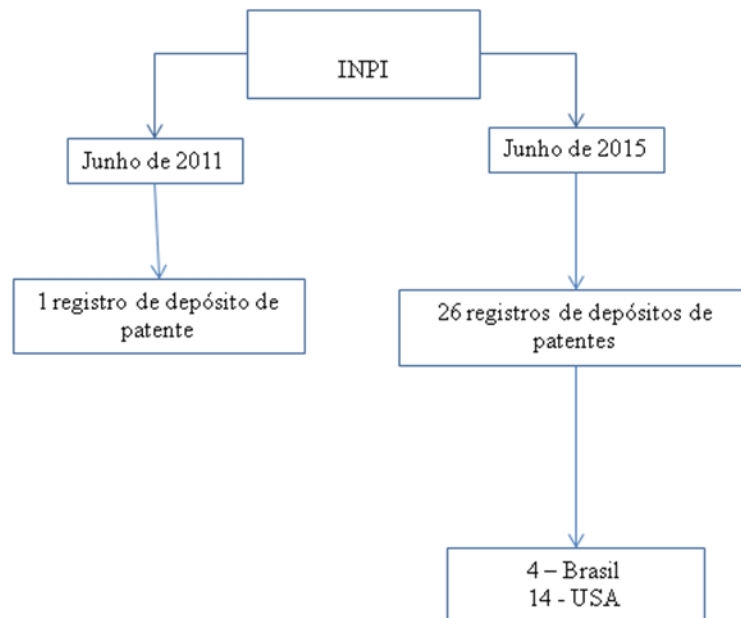 INPI
Junho de 2011
Junho de 2015
1 registro de depósito de
patente
26 registros de depósitos de
patentes
4 – Brasil
14 - USA